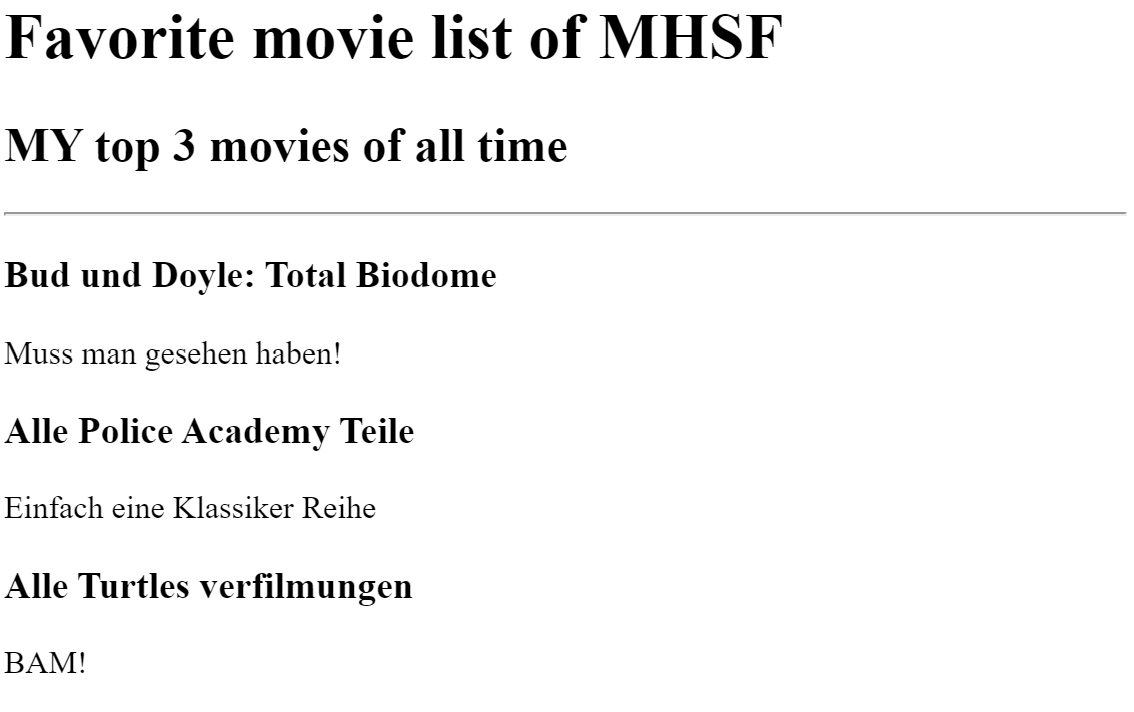 Favorite movie list of MHSF
MY top 3 movies of all time
Bud und Doyle: Total Biodome
Muss man gesehen haben!
Alle Police Academy Teile
Einfach eine Klassiker Reihe
Alle Turtles verfilmungen
BAM!